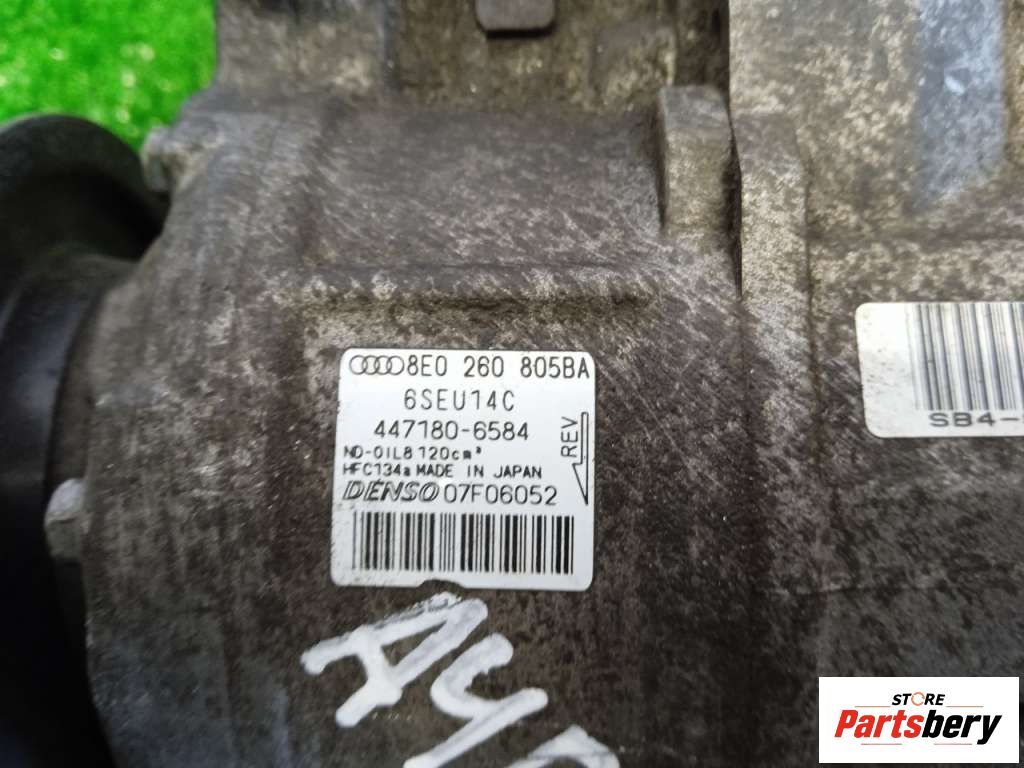 8E0 260 805BA
6SEU14C
447180-6584
ND-OIL8 120cm³
HFC134a MADE IN JAPAN
DENSO 07F06052
REV
SB4-
STORE
Partsbery